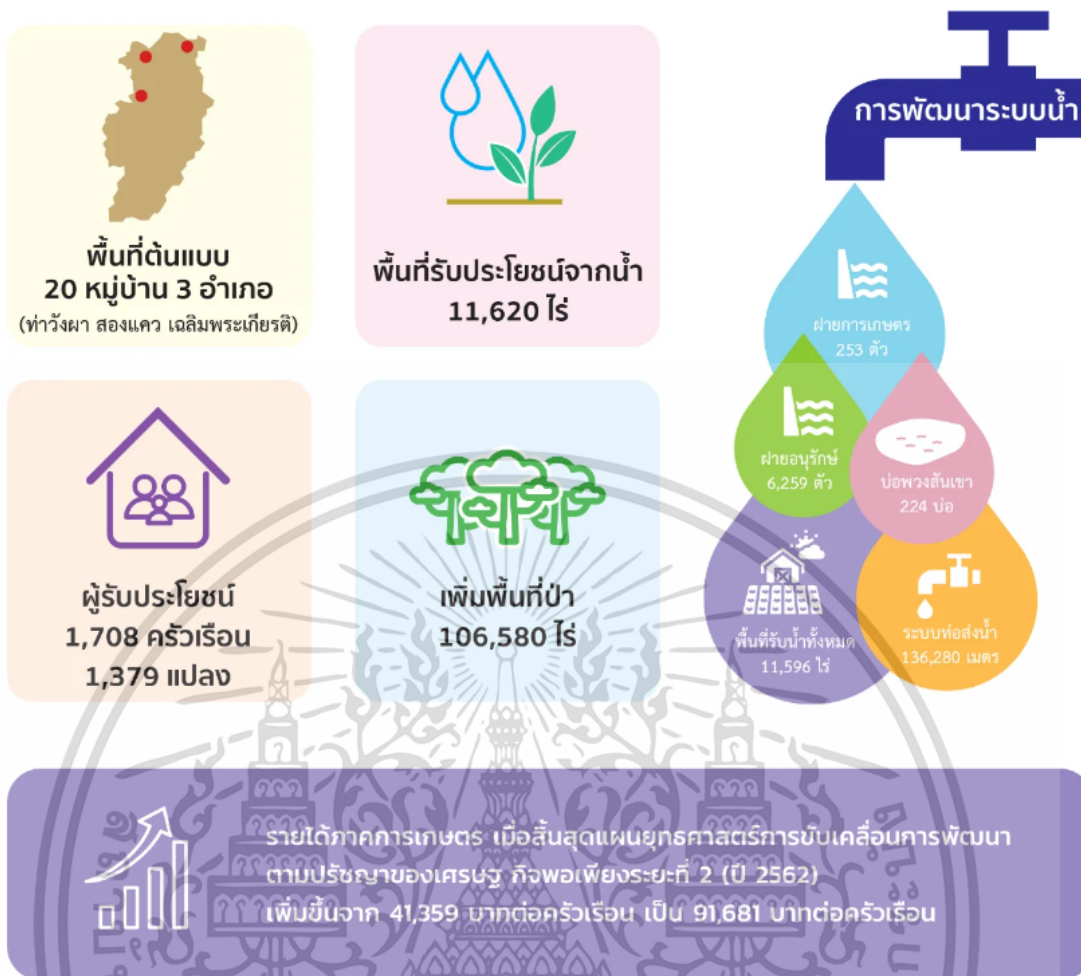 พื้นที่ต้นแบบ
20 หมู่บ้าน 3 อำเภอ
(ท่าวังผา สองแคว เฉลิมพระเกียรติ)
พื้นที่รับประโยชน์จากน้ำ
11,620 ไร่
ผู้รับประโยชน์
1,708 ครัวเรือน
1,379 แปลง
เพิ่มพื้นที่ป่า
106,580 ไร่
การพัฒนาระบบน้ำ
ฝายการเกษตร
253 ตัว
ฝายอนุรักษ์
6,259 ตัว
บ่อพวงสันเขา
224 บ่อ
พื้นที่รับน้ำทั้งหมด
11,596 ไร่
ระบบท่อส่งน้ำ
136,280 เมตร
รายได้ภาคการเกษตร เมื่อสิ้นสุดแผนยุทธศาสตร์การขับเคลื่อนการพัฒนา
ตามปรัชญาของเศรษฐ กิจพอเพียงระยะที่ 2 (ปี 2562)
เพิ่มขึ้นจาก 41,359 บาทต่อครัวเรือน เป็น 91,681 บาทต่อครัวเรือน